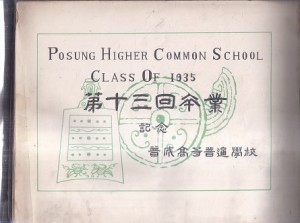 POSUNG HIGHER COMMON SCHOOL
CLASS OF 1935
第十三回卒業
記念
普成高等普通學校